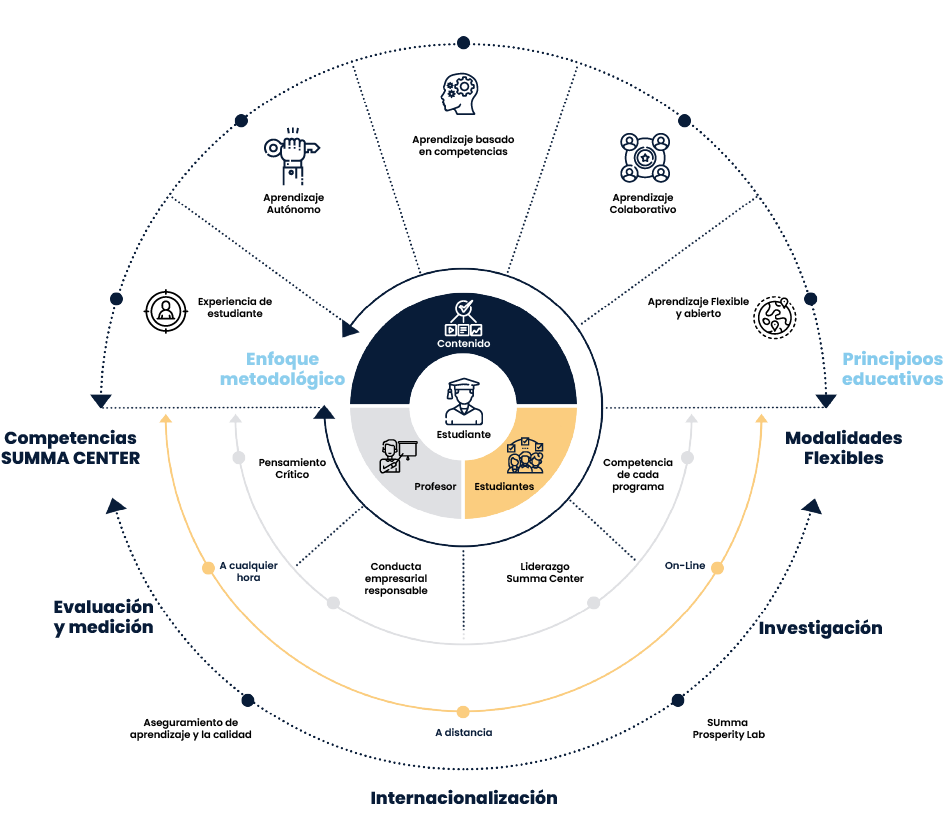 Aprendizaje basado
en competencias
Aprendizaje
Autónomo
Aprendizaje
Colaborativo
Experiencia de
estudiante
Aprendizaje Flexible
y abierto
Contenido
Enfoque
metodológico
Principioos
educativos
Estudiante
Competencias
SUMMA CENTER
Modalidades
Flexibles
Pensamiento
Crítico
Profesor
Estudiantes
Competencia
de cada
programa
A cualquier
hora
Conducta
empresarial
responsable
Liderazgo
Summa Center
On-Line
Evaluación
y medición
Investigación
Aseguramiento de
aprendizaje y la calidad
A distancia
SUmma
Prosperity Lab
Internacionalización